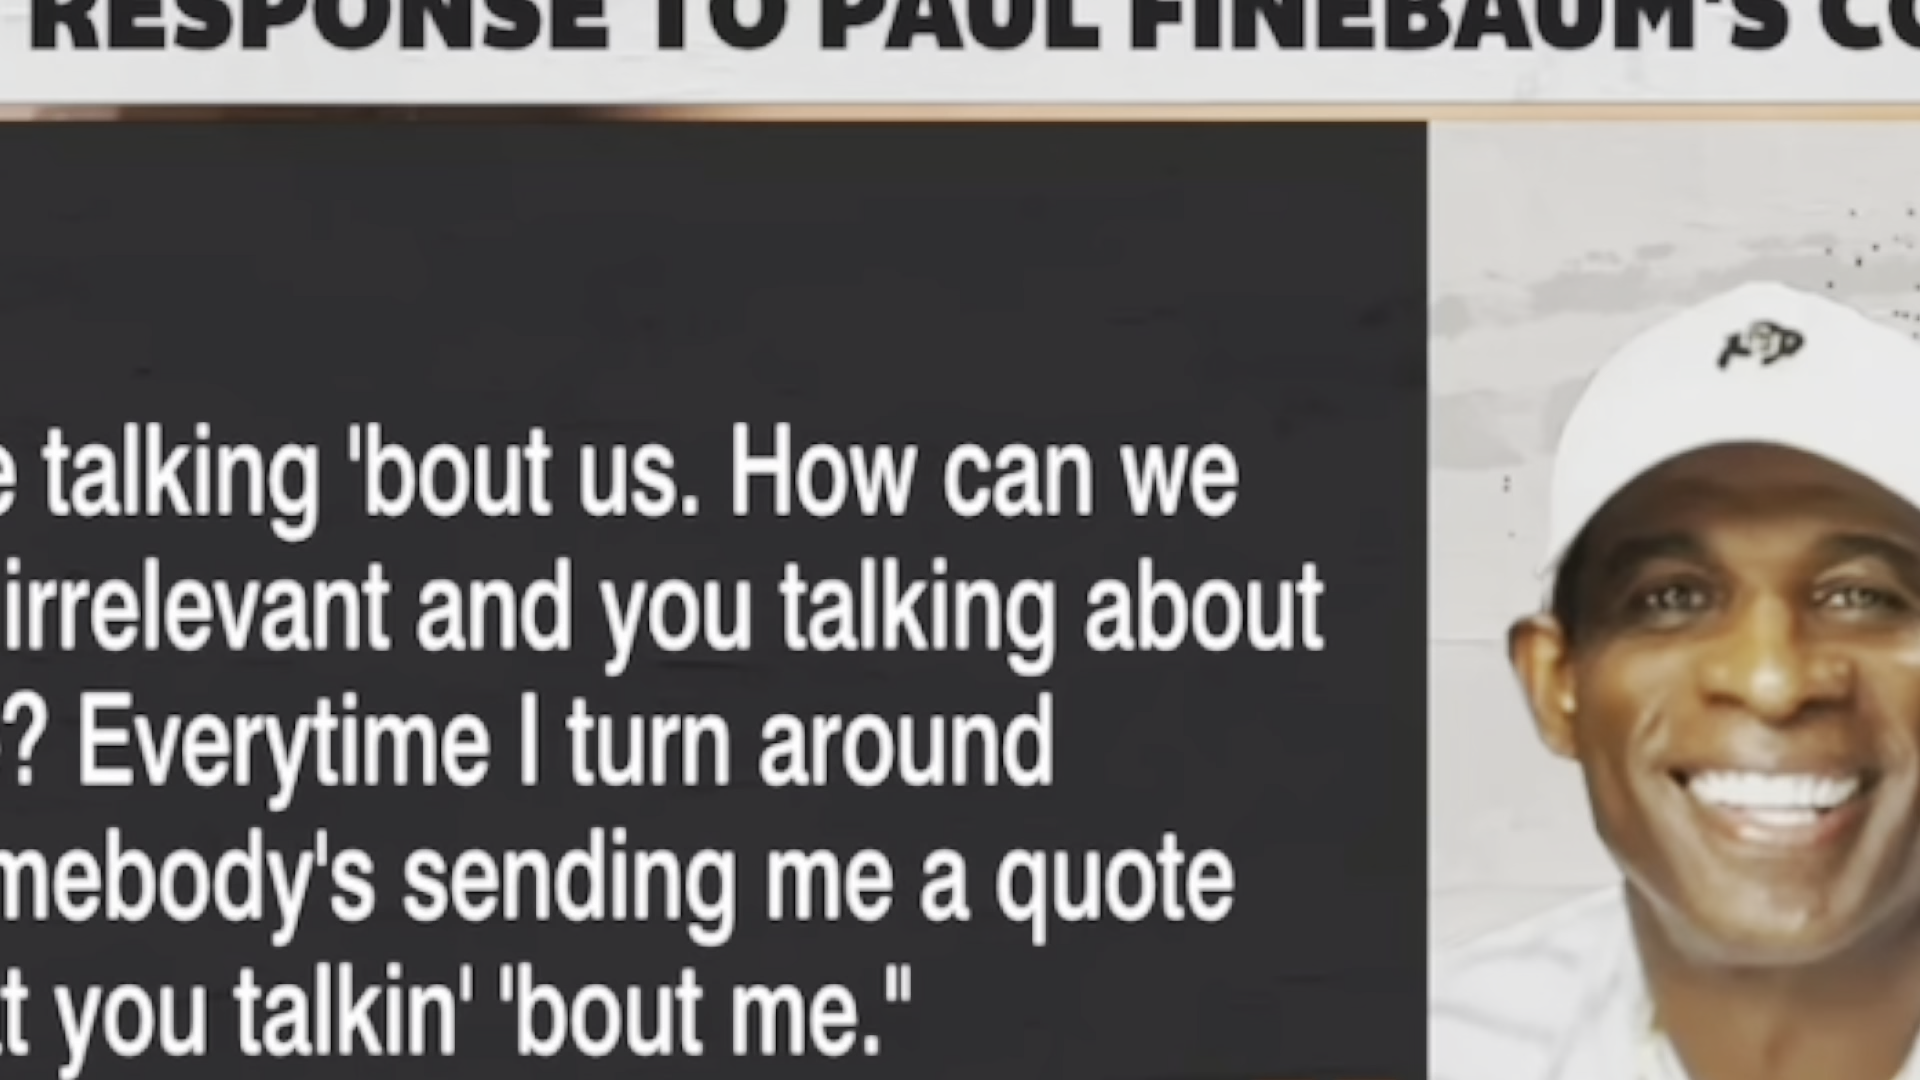 RESPONSE TO PAUL FINEBAUM'S
talking 'bout us. How can we
irrelevant and you talking about
? Everytime I turn around
mebody's sending me a quote
t you talkin' 'bout me."